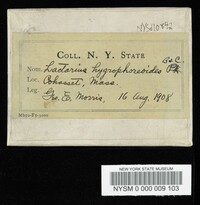 COLL. N. Y. STATE
Nom. Lactarius hygrophoroides B & C
Loc. Cohasset, Mass.
Leg. Geo. E. Morris, 16 Aug. 1908
NEW YORK STATE MUSEUM
NYSM 0 000 009 103